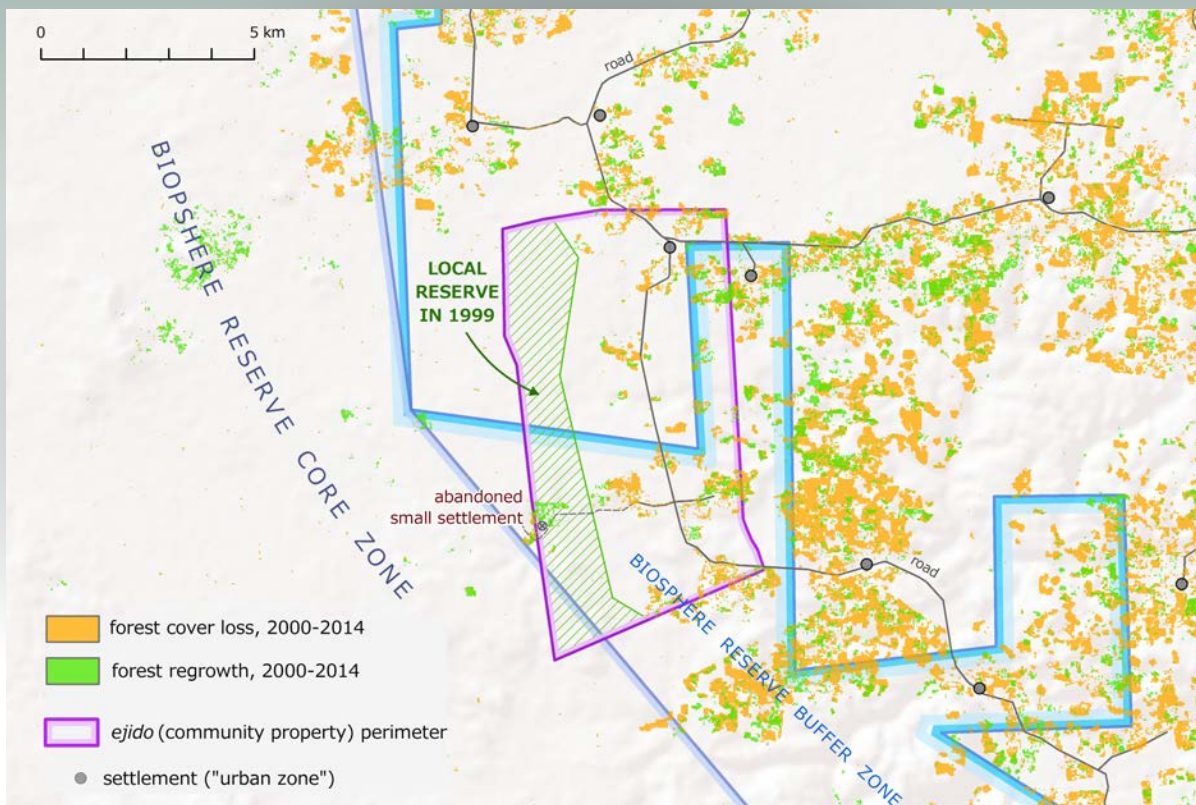 0 5 km
road
BIOPSHERE RESERVE CORE ZONE
LOCAL
RESERVE
IN 1999
abandoned
small settlement
road
BIOSPHERE RESERVE BUFFER ZONE
forest cover loss, 2000-2014
forest regrowth, 2000-2014
ejido (community property) perimeter
settlement ("urban zone")